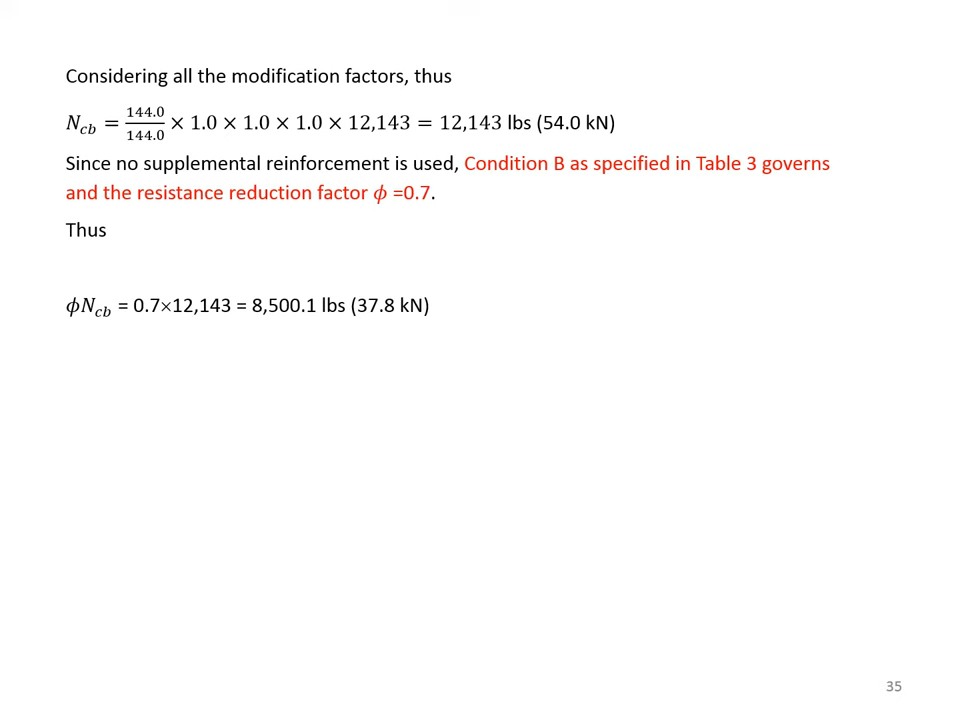 Considering all the modification factors, thus
𝑁𝑐𝑏 = 144.0/144.0 × 1.0 × 1.0 × 1.0 × 12,143 = 12,143 lbs (54.0 kN)
Since no supplemental reinforcement is used, Condition B as specified in Table 3 governs
and the resistance reduction factor 𝜙 =0.7.
Thus
𝜙𝑁𝑐𝑏 = 0.7×12,143 = 8,500.1 lbs (37.8 kN)
35